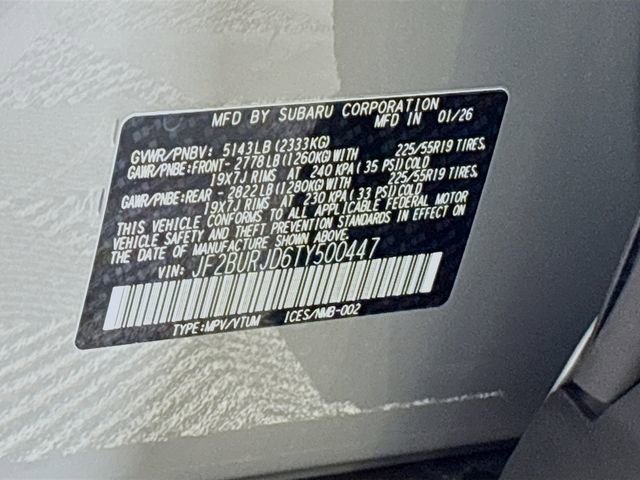 MFD BY SUBARU CORPORATION
MFD IN 01/26
GVWR/PNBV: 5143LB(2333KG)
GAWR/PNBE:FRONT- 2778LB(1260KG)WITH 225/55R19 TIRES,
19X7J RIMS AT 240 KPA(35 PSI)COLD
GAWR/PNBE:REAR - 2822LB(1280KG)WITH 225/55R19 TIRES,
19X7J RIMS AT 230 KPA(33 PSI)COLD
THIS VEHICLE CONFORMS TO ALL APPLICABLE FEDERAL MOTOR
VEHICLE SAFETY AND THEFT PREVENTION STANDARDS IN EFFECT ON
THE DATE OF MANUFACTURE SHOWN ABOVE.
VIN: JF2BURJD6TY500447
TYPE:MPV/VTUM ICES/NMB-002